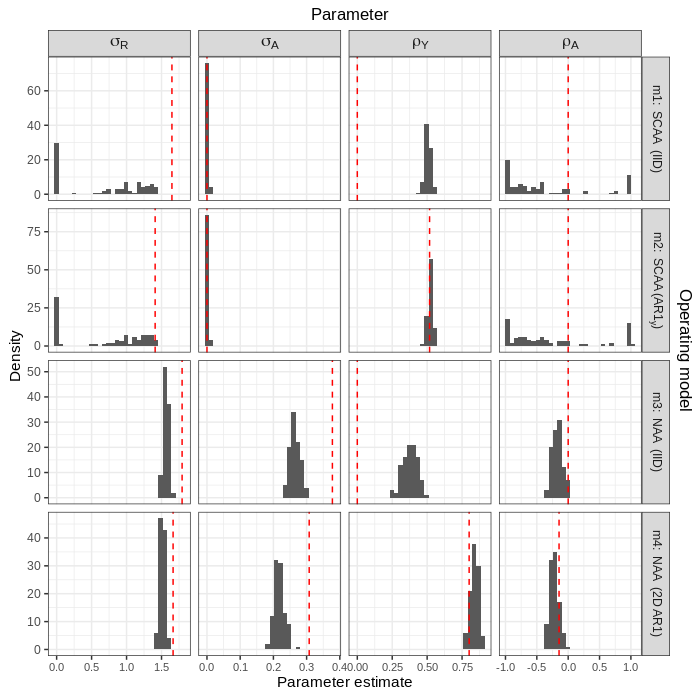 Parameter
σR σA ρY ρA
60
40
20
0
m1: SCAA (IID)
75
50
25
0
m2: SCAA (AR1y)
50
40
30
20
10
0
m3: NAA (IID)
40
30
20
10
0
m4: NAA (2D AR1)
Density
Operating model
0.0 0.5 1.0 1.5 0.0 0.1 0.2 0.3 0.40 0.00 0.25 0.50 0.75 -1.0 -0.5 0.0 0.5 1.0
Parameter estimate